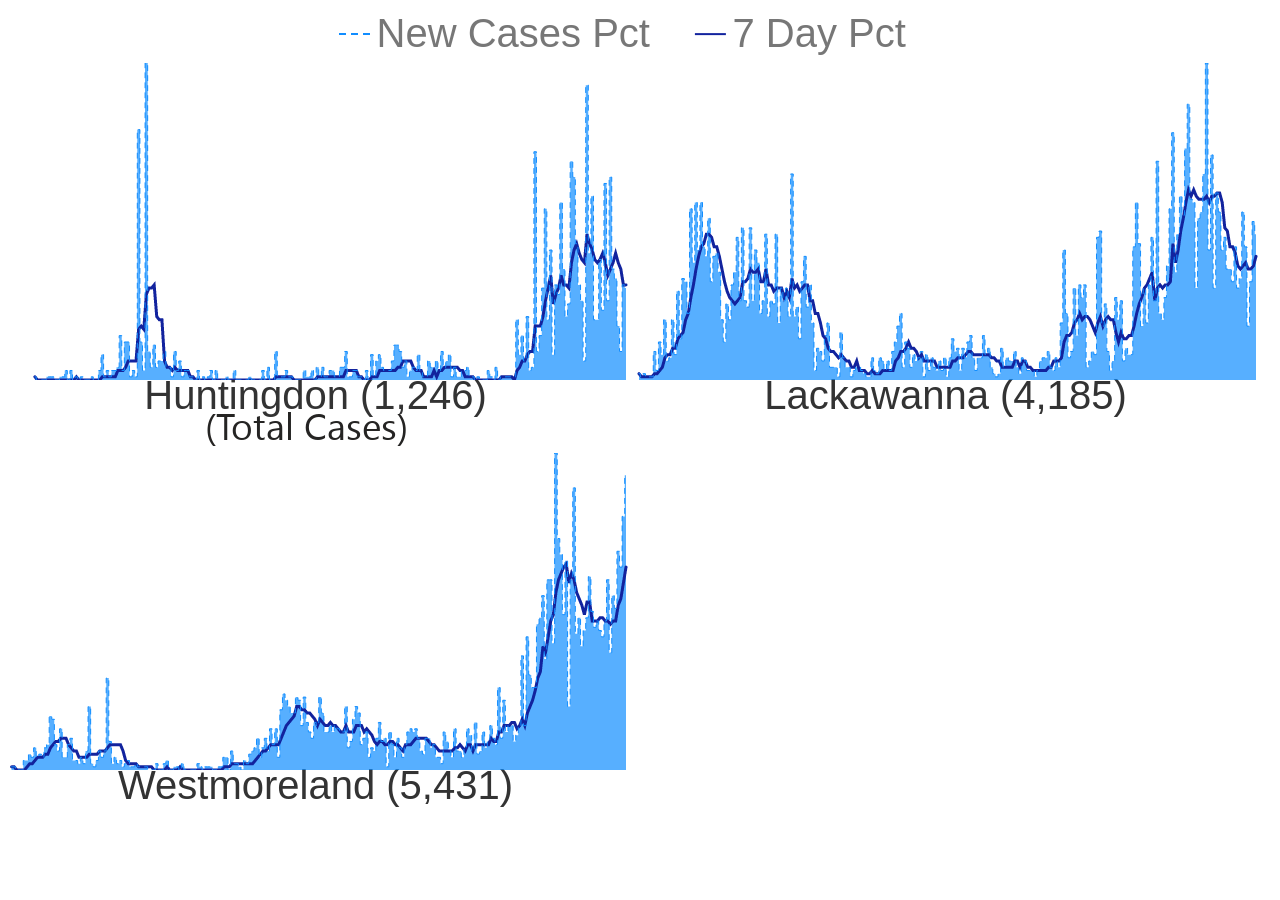 New Cases Pct 7 Day Pct
Huntingdon (1,246) Lackawanna (4,185)
(Total Cases)
Westmoreland (5,431)